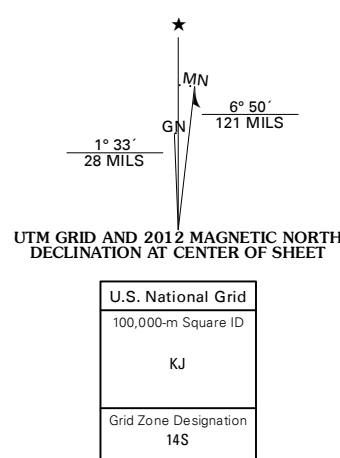 MN
6° 50´
121 MILS
GN
1° 33´
28 MILS
UTM GRID AND 2012 MAGNETIC NORTH
DECLINATION AT CENTER OF SHEET
U.S. National Grid
100,000-m Square ID
KJ
Grid Zone Designation
14S